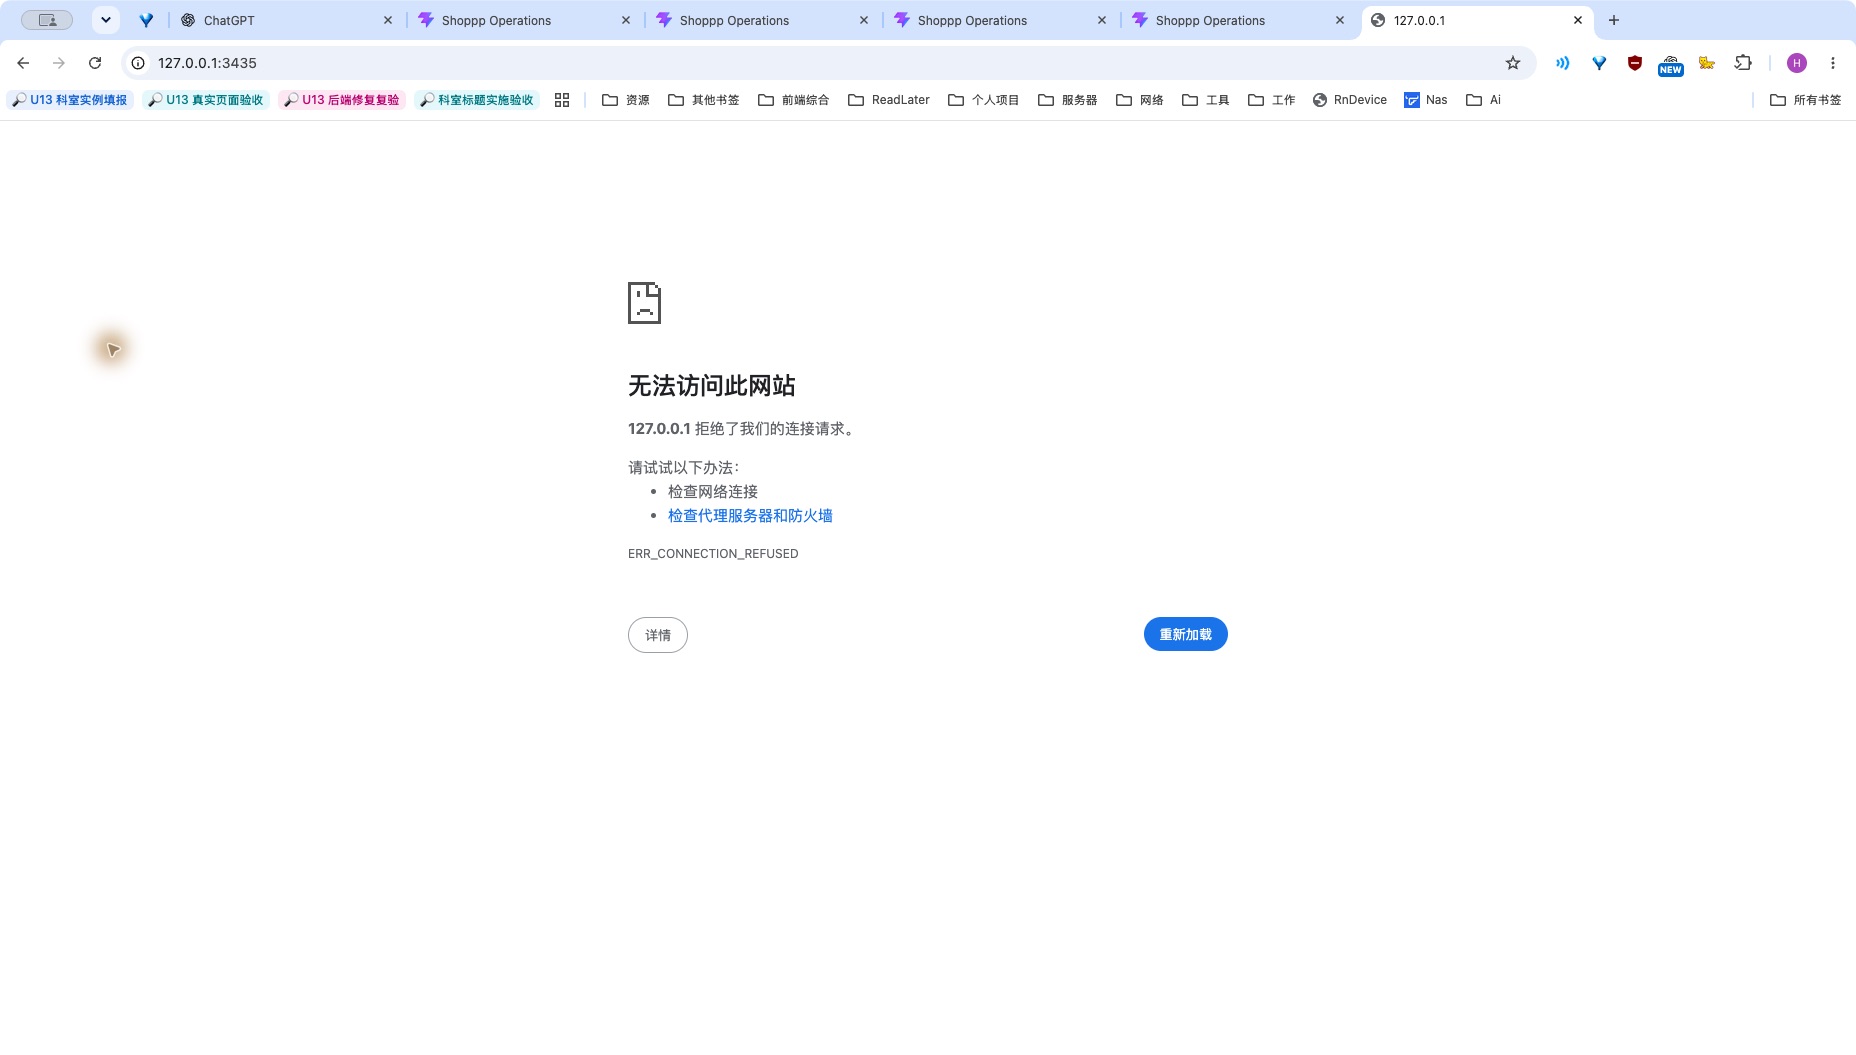 ChatGPT
Shoppp Operations
Shoppp Operations
Shoppp Operations
Shoppp Operations
127.0.0.1
127.0.0.1:3435
NEW
H
U13 科室实例填报
U13 真实页面验收
U13 后端修复复验
科室标题实施验收
资源
其他书签
前端综合
ReadLater
个人项目
服务器
网络
工具
工作
RnDevice
Nas
Ai
所有书签
无法访问此网站
127.0.0.1 拒绝了我们的连接请求。
请试试以下办法：
检查网络连接
检查代理服务器和防火墙
ERR_CONNECTION_REFUSED
详情
重新加载